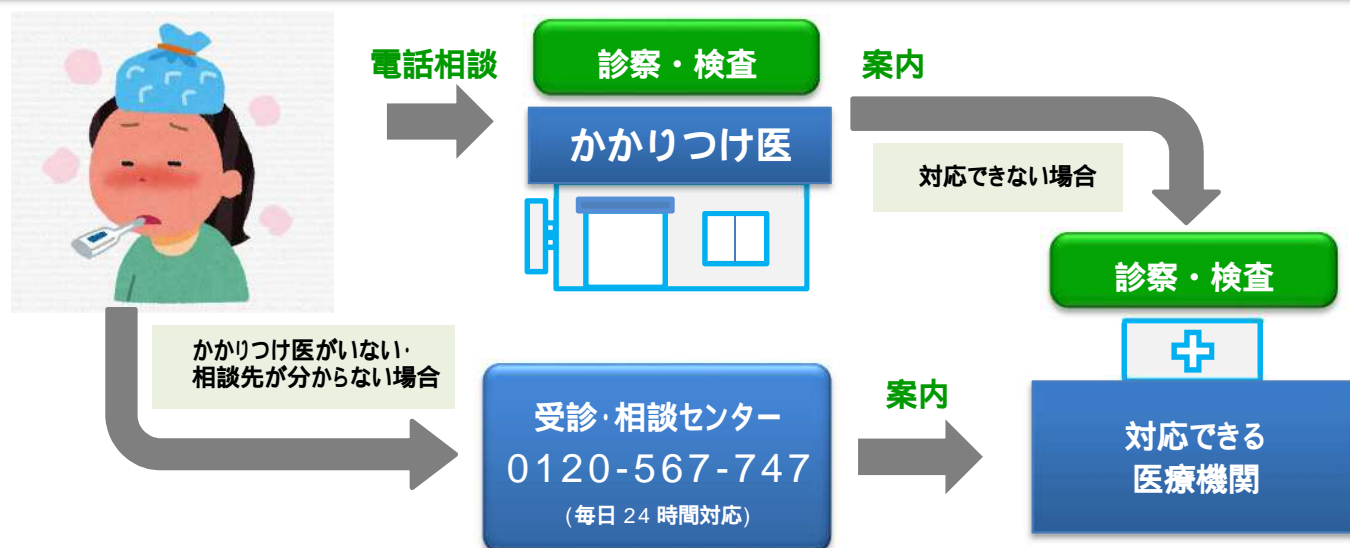 電話相談
診察・検査
案内
かかりつけ医
対応できない場合
診察・検査
かかりつけ医がいない・
相談先が分からない場合
受診・相談センター
0120-567-747
(毎日 24 時間対応)
案内
対応できる
医療機関